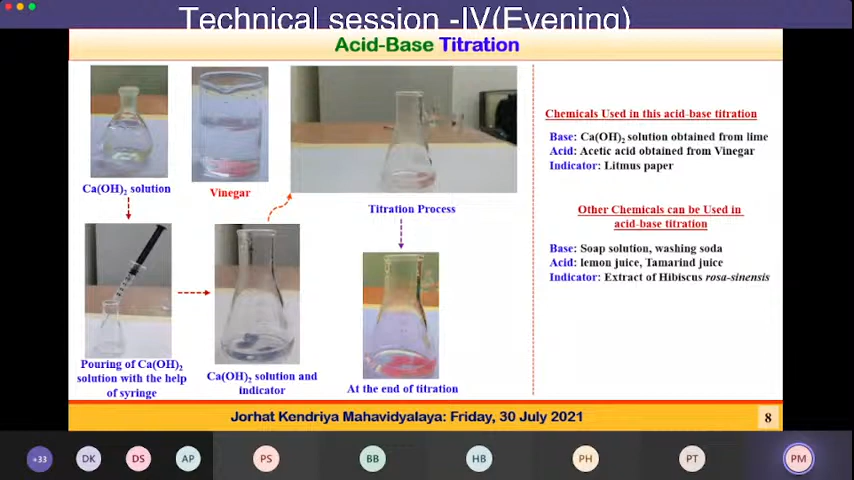 Technical session -IV(Evening)
Acid-Base Titration
Ca(OH)₂ solution
Vinegar
Titration Process
Pouring of Ca(OH)₂
solution with the help
of syringe
Ca(OH)₂ solution and
indicator
At the end of titration
Chemicals Used in this acid-base titration
Base: Ca(OH)₂ solution obtained from lime
Acid: Acetic acid obtained from Vinegar
Indicator: Litmus paper
Other Chemicals can be Used in
acid-base titration
Base: Soap solution, washing soda
Acid: lemon juice, Tamarind juice
Indicator: Extract of Hibiscus rosa-sinensis
Jorhat Kendriya Mahavidyalaya: Friday, 30 July 2021
8
+33
DK
DS
AP
PS
BB
HB
PH
PT
PM